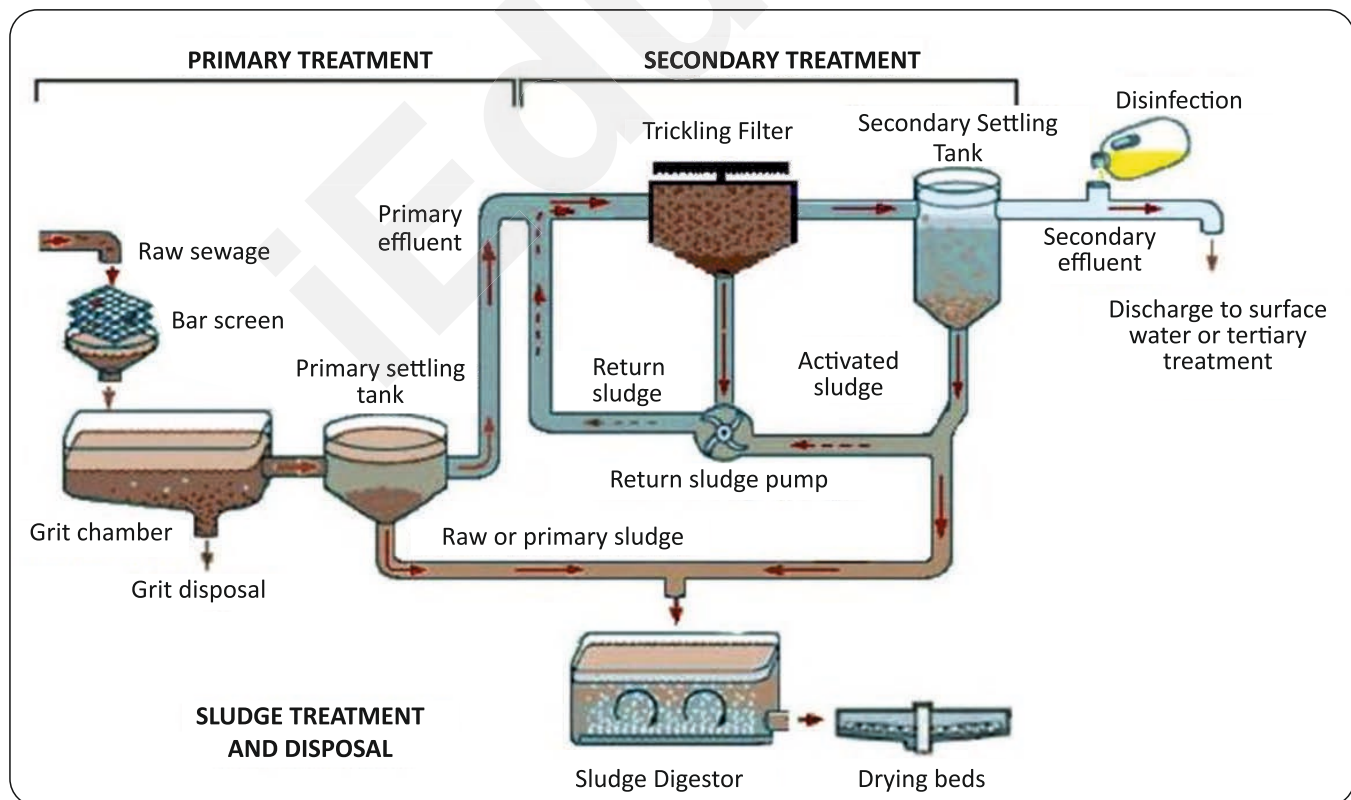 PRIMARY TREATMENT
SECONDARY TREATMENT
Disinfection
Trickling Filter
Secondary Settling
Tank
Primary
effluent
Raw sewage
Secondary
effluent
Bar screen
Discharge to surface
water or tertiary
treatment
Primary settling
tank
Return
sludge
Activated
sludge
Return sludge pump
Grit chamber
Raw or primary sludge
Grit disposal
SLUDGE TREATMENT
AND DISPOSAL
Sludge Digestor
Drying beds